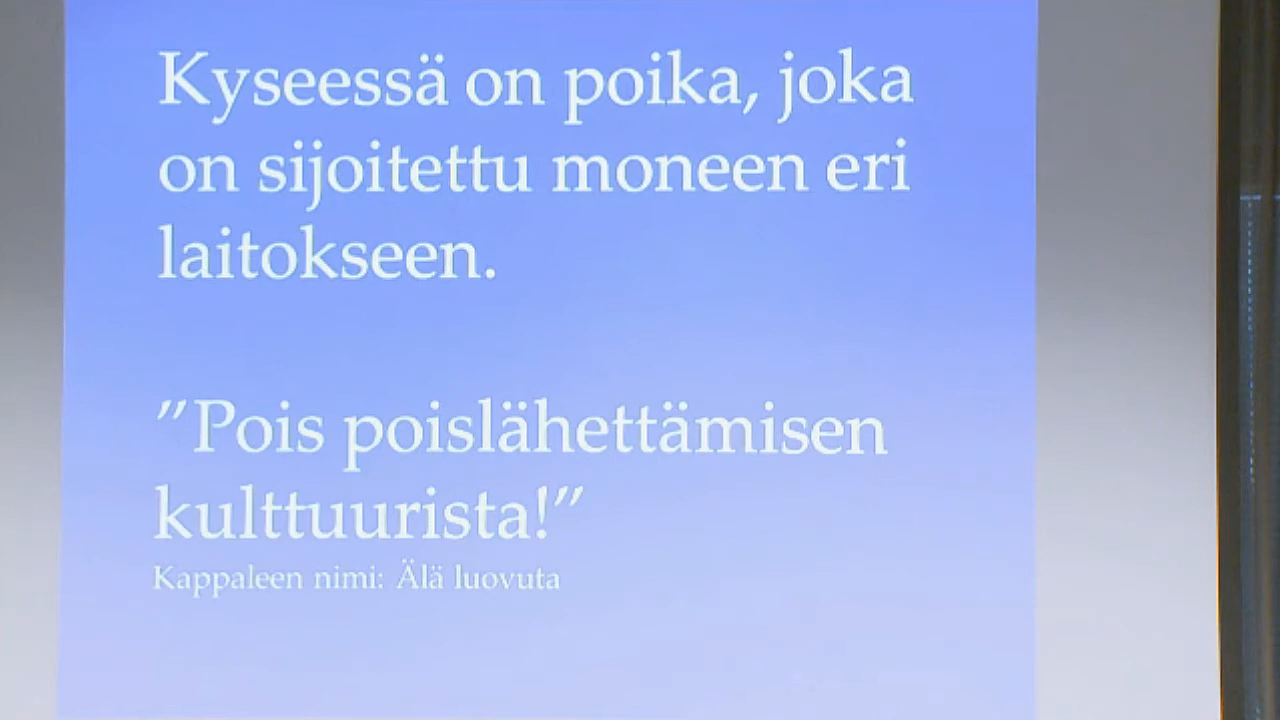 Kyseessä on poika, joka
on sijoitettu moneen eri
laitokseen.
”Pois poislähettämisen
kulttuurista!”
Kappaleen nimi: Älä luovuta